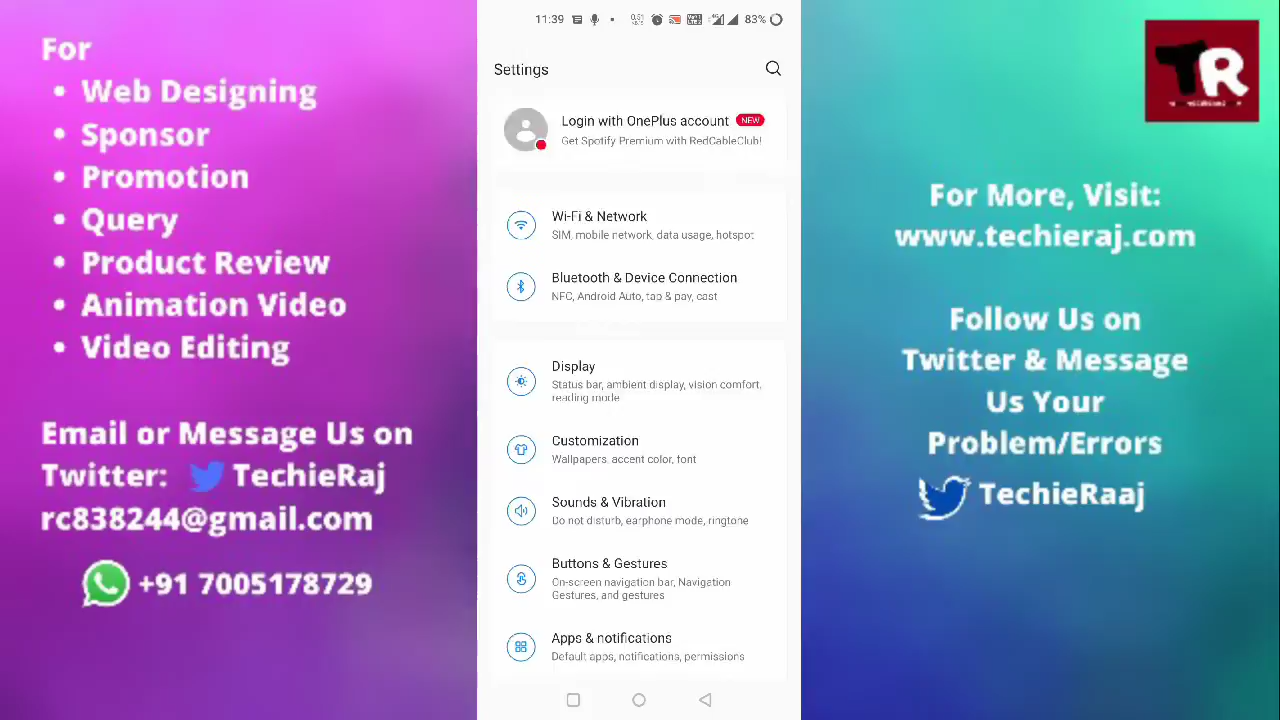 For
• Web Designing
• Sponsor
• Promotion
• Query
• Product Review
• Animation Video
• Video Editing
Email or Message Us on
Twitter: TechieRaj
rc838244@gmail.com
+91 7005178729
11:39
83%
Settings
Login with OnePlus account NEW
Get Spotify Premium with RedCableClub!
Wi-Fi & Network
SIM, mobile network, data usage, hotspot
Bluetooth & Device Connection
NFC, Android Auto, tap & pay, cast
Display
Status bar, ambient display, vision comfort,
reading mode
Customization
Wallpapers, accent color, font
Sounds & Vibration
Do not disturb, earphone mode, ringtone
Buttons & Gestures
On-screen navigation bar, Navigation
Gestures, and gestures
Apps & notifications
Default apps, notifications, permissions
TR
For More, Visit:
www.techieraj.com
Follow Us on
Twitter & Message
Us Your
Problem/Errors
TechieRaaj